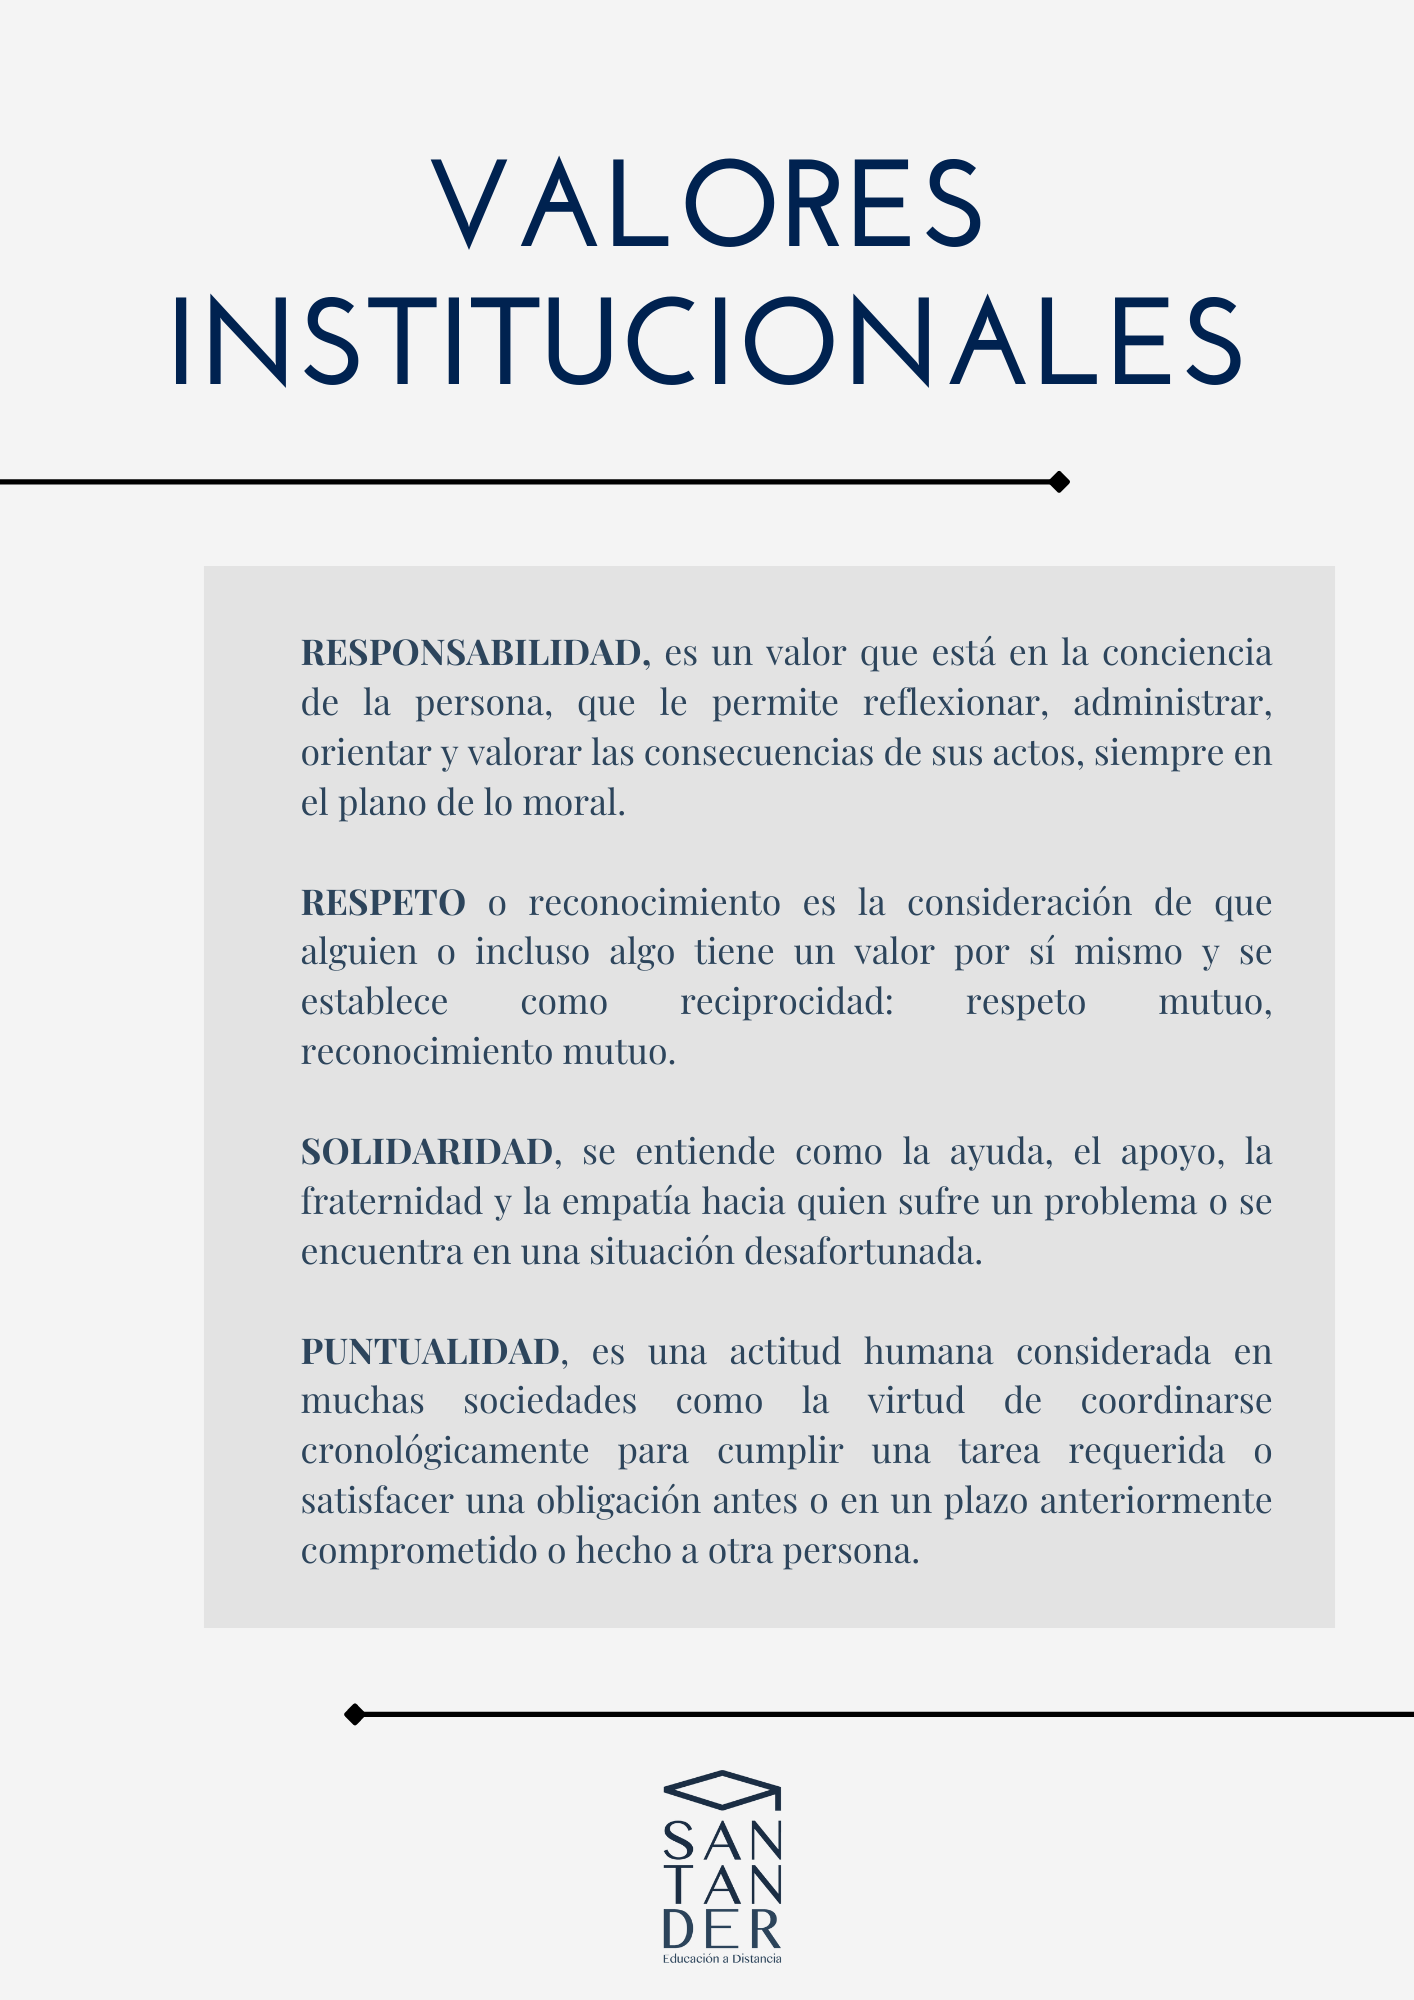 VALORES
INSTITUCIONALES
RESPONSABILIDAD, es un valor que está en la conciencia
de la persona, que le permite reflexionar, administrar,
orientar y valorar las consecuencias de sus actos, siempre en
el plano de lo moral.
RESPETO o reconocimiento es la consideración de que
alguien o incluso algo tiene un valor por sí mismo y se
establece como reciprocidad: respeto mutuo,
reconocimiento mutuo.
SOLIDARIDAD, se entiende como la ayuda, el apoyo, la
fraternidad y la empatía hacia quien sufre un problema o se
encuentra en una situación desafortunada.
PUNTUALIDAD, es una actitud humana considerada en
muchas sociedades como la virtud de coordinarse
cronológicamente para cumplir una tarea requerida o
satisfacer una obligación antes o en un plazo anteriormente
comprometido o hecho a otra persona.
SAN
TAN
DER
Educación a Distancia